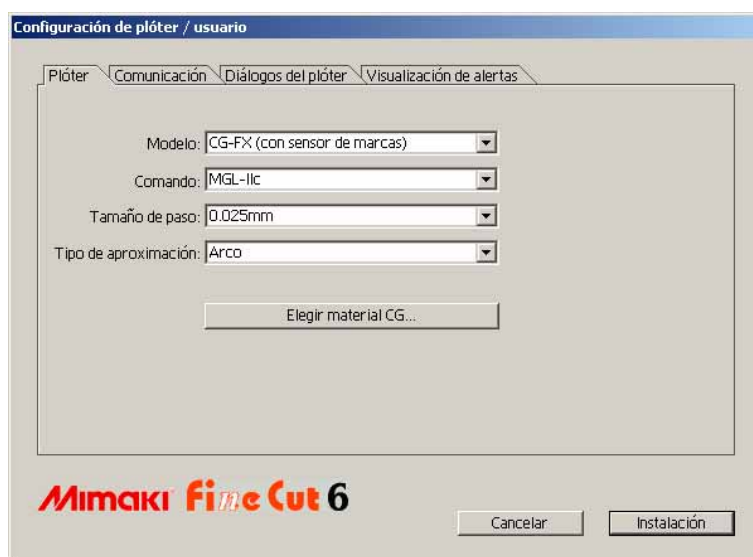 Configuración de plóter / usuario
Plóter Comunicación Diálogos del plóter Visualización de alertas
Modelo: CG-FX (con sensor de marcas)
Comando: MGL-IIc
Tamaño de paso: 0.025mm
Tipo de aproximación: Arco
Elegir material CG...
Mimaki Fine Cut 6
Cancelar Instalación